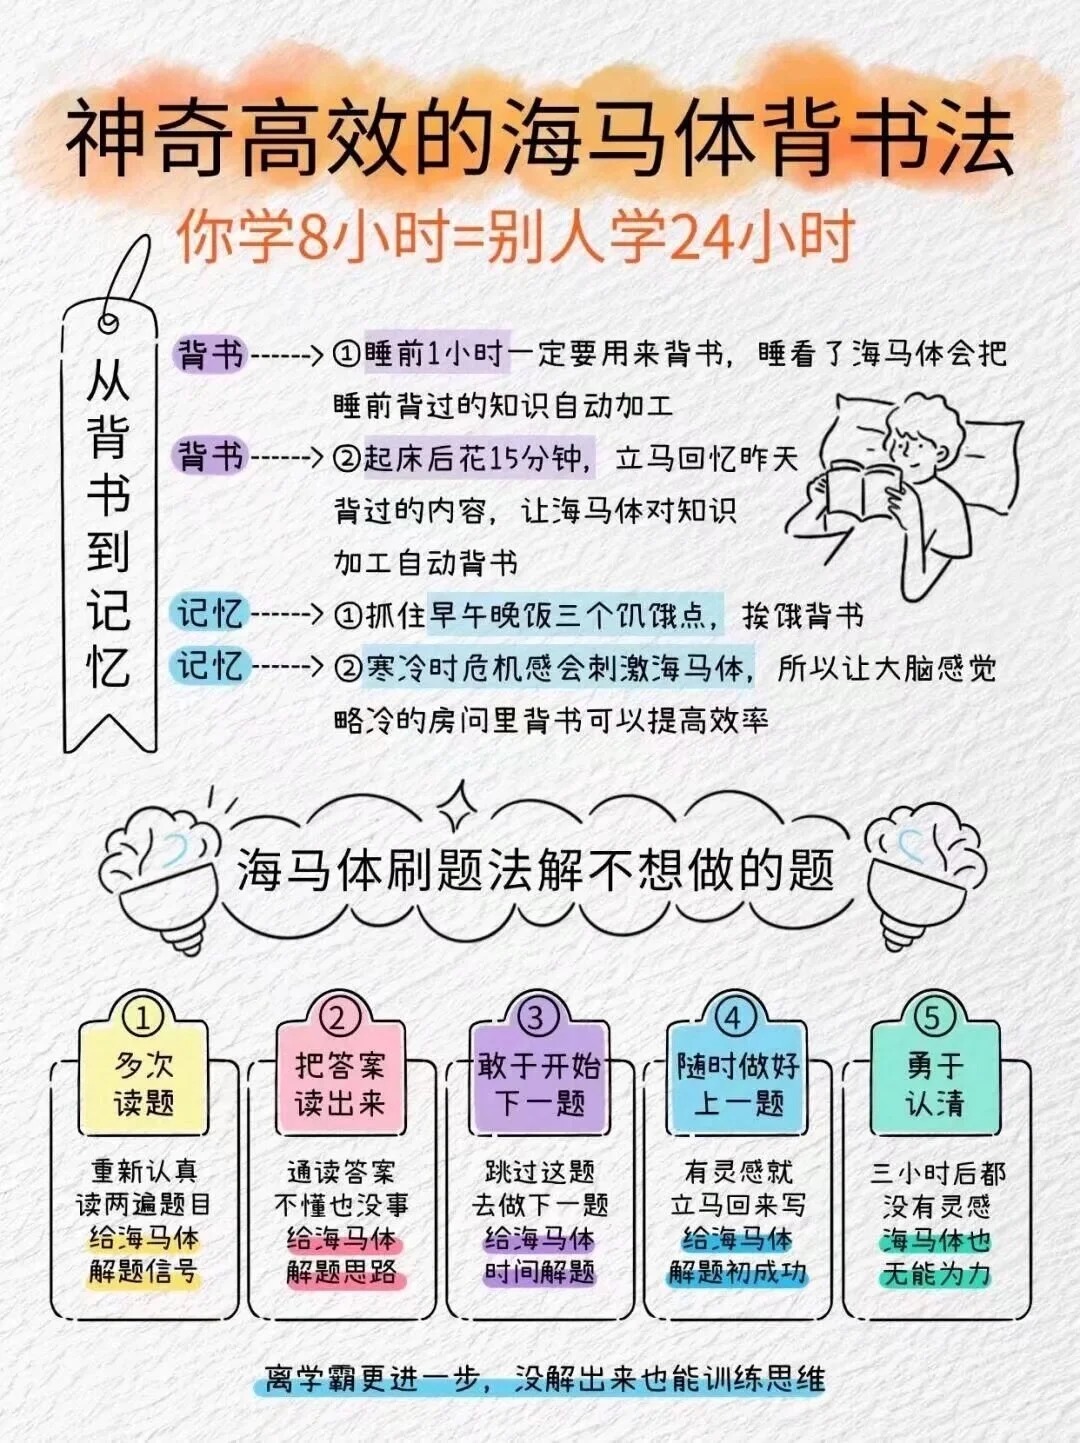 神奇高效的海马体背书法
你学8小时=别人学24小时
从背书到记忆
背书 ①睡前1小时一定要用来背书，睡看了海马体会把
睡前背过的知识自动加工
背书 ②起床后花15分钟，立马回忆昨天
背过的内容，让海马体对知识
加工自动背书
记忆 ①抓住早午晚饭三个饥饿点，挨饿背书
记忆 ②寒冷时危机感会刺激海马体，所以让大脑感觉
略冷的房问里背书可以提高效率
海马体刷题法解不想做的题
①
多次
读题
重新认真
读两遍题目
给海马体
解题信号
②
把答案
读出来
通读答案
不懂也没事
给海马体
解题思路
③
敢于开始
下一题
跳过这题
去做下一题
给海马体
时间解题
④
随时做好
上一题
有灵感就
立马回来写
给海马体
解题初成功
⑤
勇于
认清
三小时后都
没有灵感
海马体也
无能为力
离学霸更进一步，没解出来也能训练思维